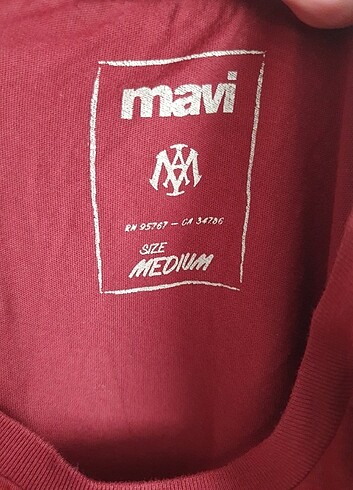 mavi
RN 95767 — CA 34786
SIZE
MEDIUM